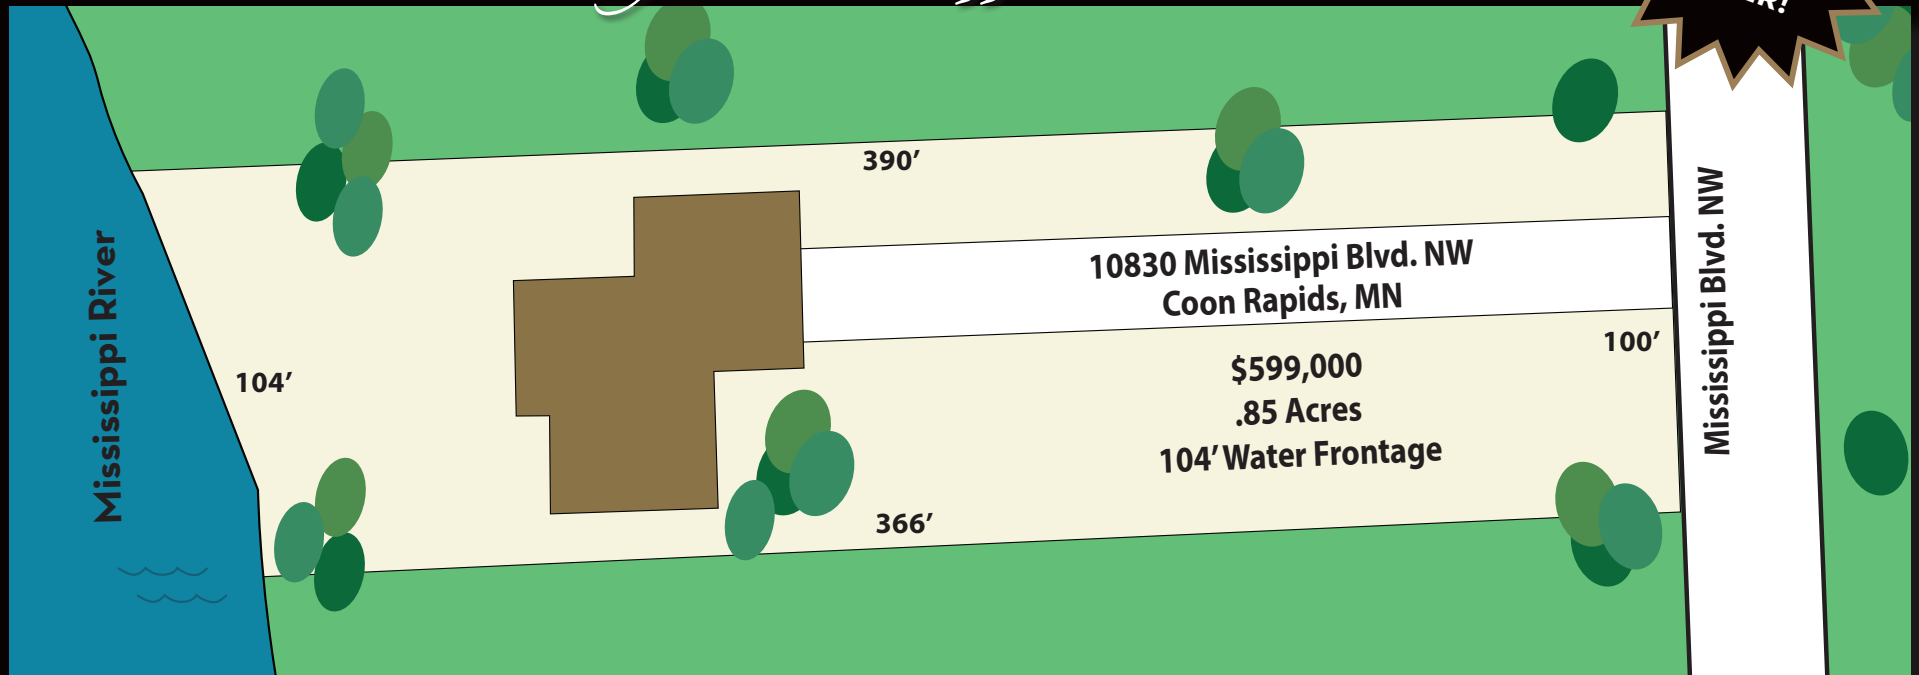 390’
Mississippi River
104’
10830 Mississippi Blvd. NW
Coon Rapids, MN
100’
Mississippi Blvd. NW
$599,000
.85 Acres
104’ Water Frontage
366’